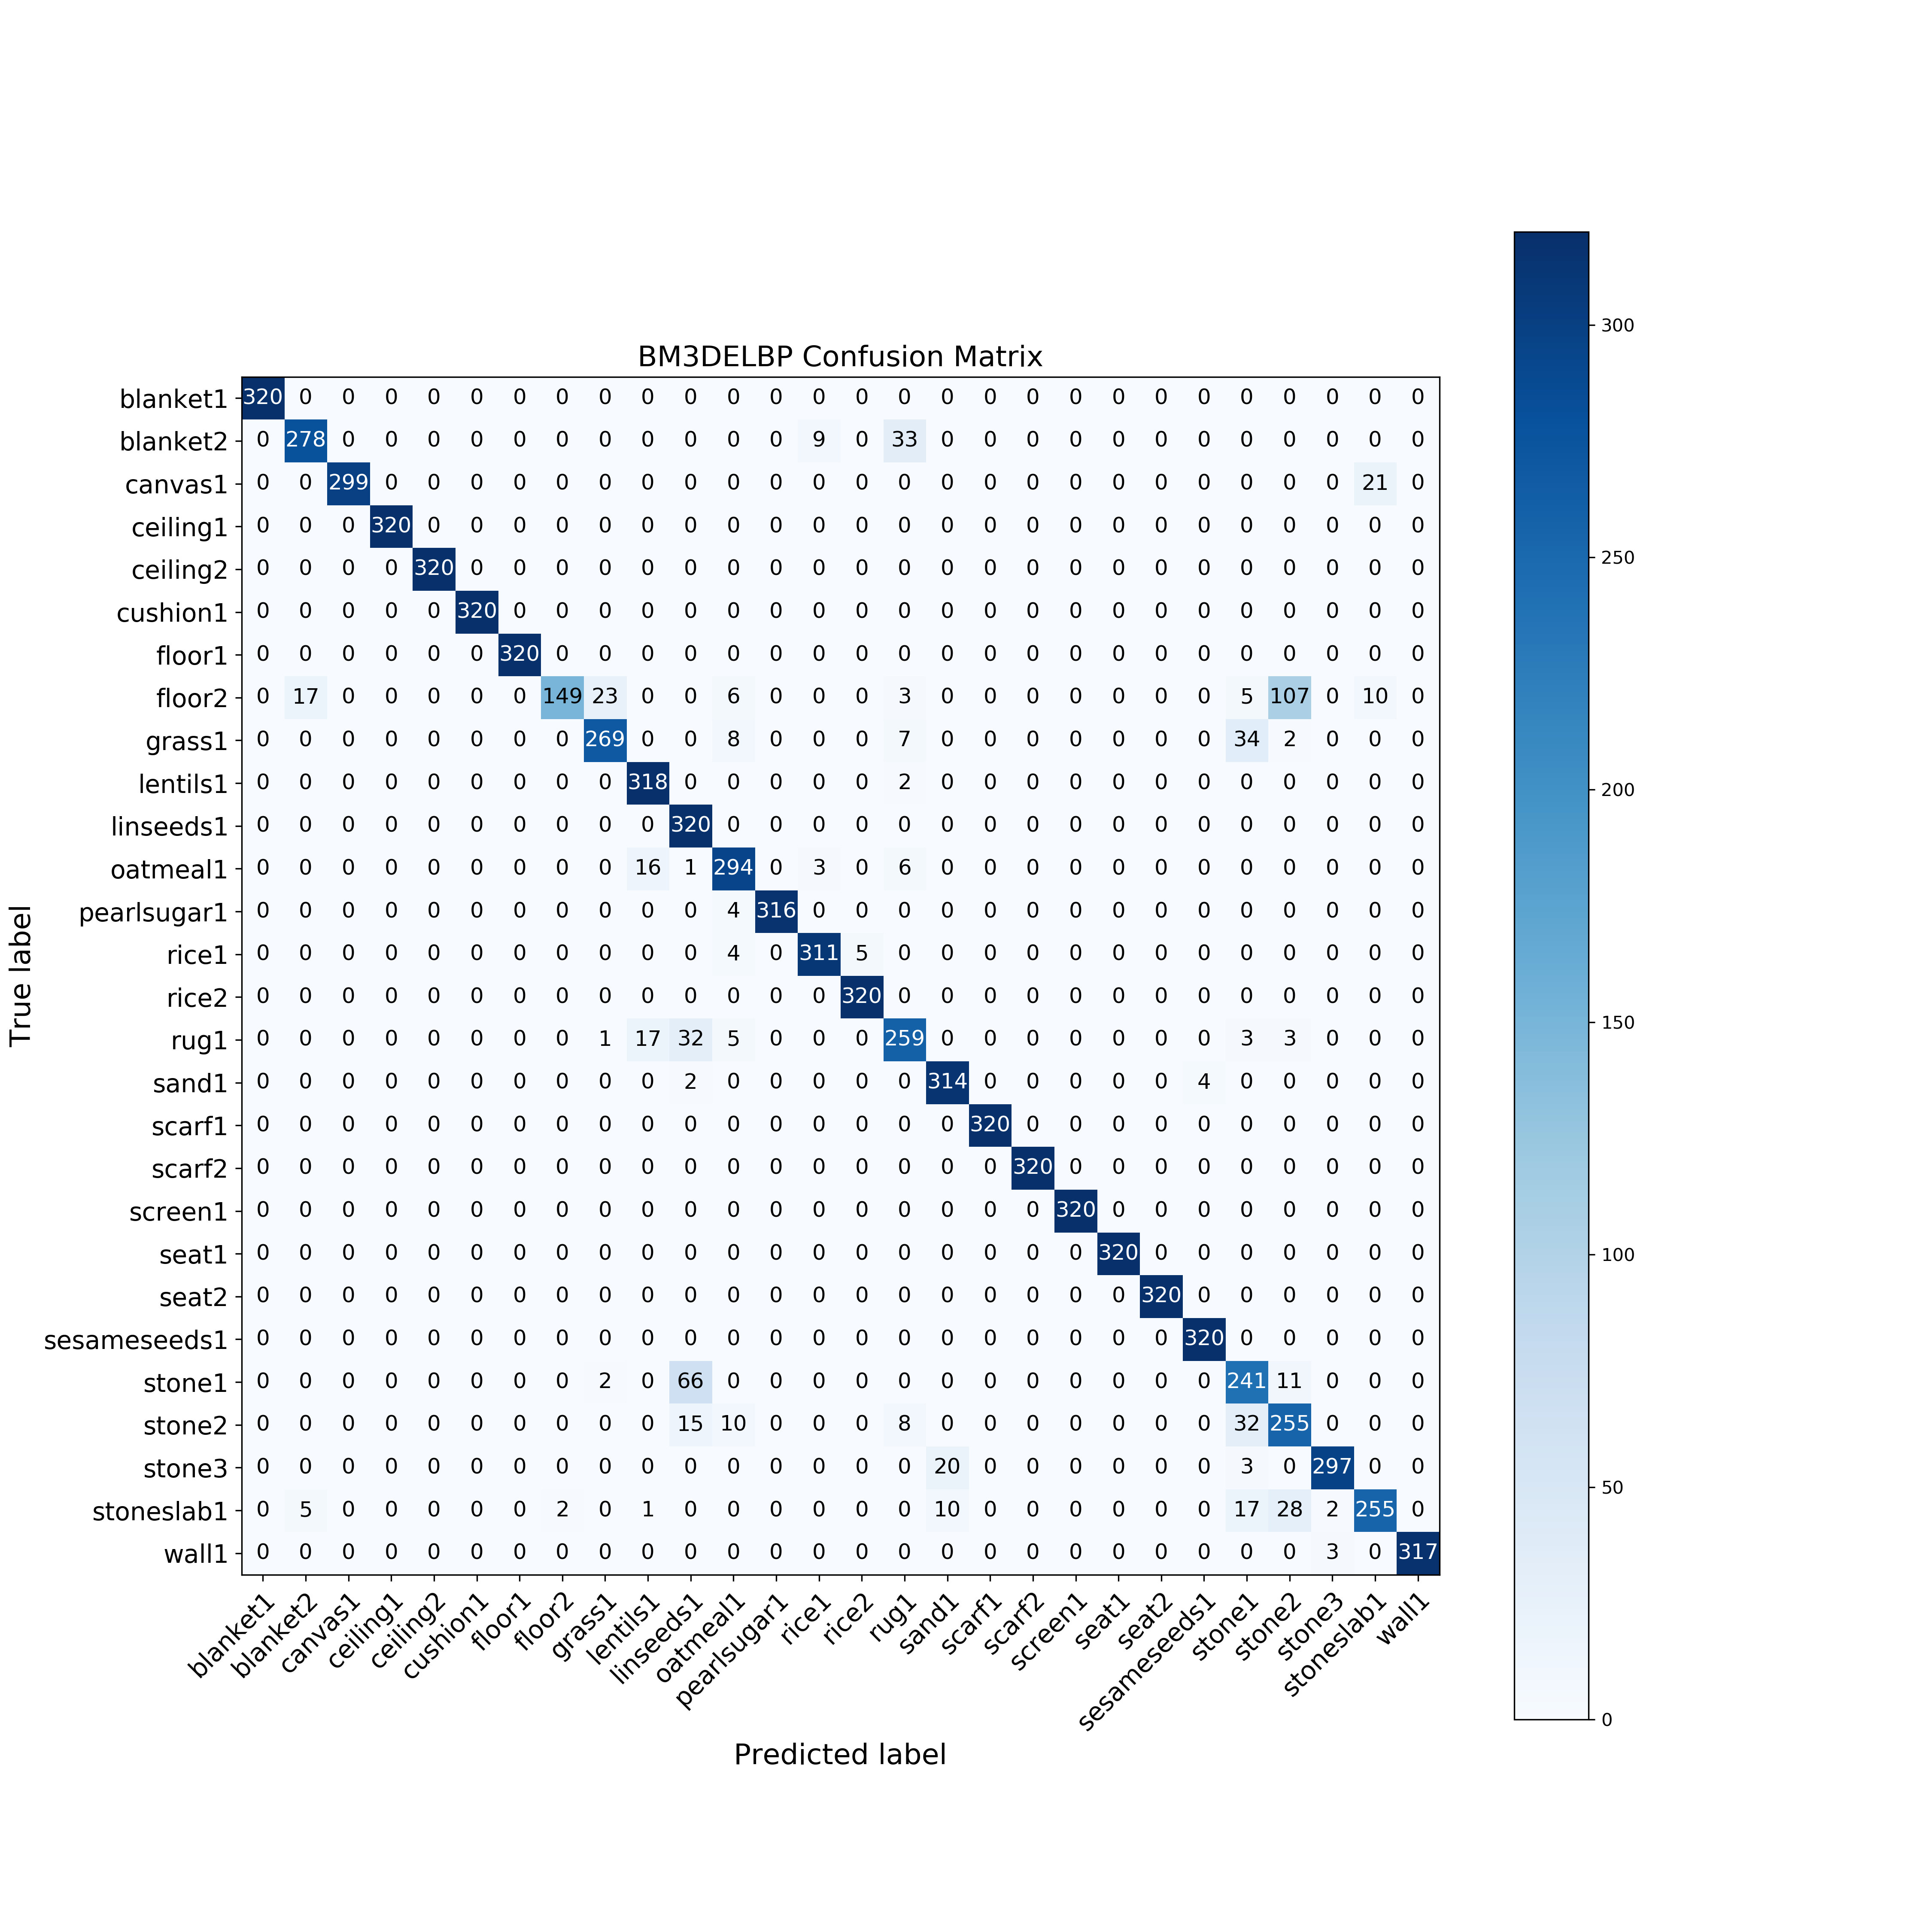 BM3DELBP Confusion Matrix
blanket1 320 0 0 0 0 0 0 0 0 0 0 0 0 0 0 0 0 0 0 0 0 0 0 0 0 0 0 0
blanket2 0 278 0 0 0 0 0 0 0 0 0 0 0 9 0 33 0 0 0 0 0 0 0 0 0 0 0 0
canvas1 0 0 299 0 0 0 0 0 0 0 0 0 0 0 0 0 0 0 0 0 0 0 0 0 0 0 21 0
ceiling1 0 0 0 320 0 0 0 0 0 0 0 0 0 0 0 0 0 0 0 0 0 0 0 0 0 0 0 0
ceiling2 0 0 0 0 320 0 0 0 0 0 0 0 0 0 0 0 0 0 0 0 0 0 0 0 0 0 0 0
cushion1 0 0 0 0 0 320 0 0 0 0 0 0 0 0 0 0 0 0 0 0 0 0 0 0 0 0 0 0
floor1 0 0 0 0 0 0 320 0 0 0 0 0 0 0 0 0 0 0 0 0 0 0 0 0 0 0 0 0
floor2 0 17 0 0 0 0 0 149 23 0 0 6 0 0 0 3 0 0 0 0 0 0 0 5 107 0 10 0
grass1 0 0 0 0 0 0 0 0 269 0 0 8 0 0 0 7 0 0 0 0 0 0 0 34 2 0 0 0
lentils1 0 0 0 0 0 0 0 0 0 318 0 0 0 0 0 2 0 0 0 0 0 0 0 0 0 0 0 0
linseeds1 0 0 0 0 0 0 0 0 0 0 320 0 0 0 0 0 0 0 0 0 0 0 0 0 0 0 0 0
oatmeal1 0 0 0 0 0 0 0 0 0 16 1 294 0 3 0 6 0 0 0 0 0 0 0 0 0 0 0 0
pearlsugar1 0 0 0 0 0 0 0 0 0 0 0 4 316 0 0 0 0 0 0 0 0 0 0 0 0 0 0 0
rice1 0 0 0 0 0 0 0 0 0 0 0 4 0 311 5 0 0 0 0 0 0 0 0 0 0 0 0 0
rice2 0 0 0 0 0 0 0 0 0 0 0 0 0 0 320 0 0 0 0 0 0 0 0 0 0 0 0 0
rug1 0 0 0 0 0 0 0 0 1 17 32 5 0 0 0 259 0 0 0 0 0 0 0 3 3 0 0 0
sand1 0 0 0 0 0 0 0 0 0 0 2 0 0 0 0 0 314 0 0 0 0 0 4 0 0 0 0 0
scarf1 0 0 0 0 0 0 0 0 0 0 0 0 0 0 0 0 0 320 0 0 0 0 0 0 0 0 0 0
scarf2 0 0 0 0 0 0 0 0 0 0 0 0 0 0 0 0 0 0 320 0 0 0 0 0 0 0 0 0
screen1 0 0 0 0 0 0 0 0 0 0 0 0 0 0 0 0 0 0 0 320 0 0 0 0 0 0 0 0
seat1 0 0 0 0 0 0 0 0 0 0 0 0 0 0 0 0 0 0 0 0 320 0 0 0 0 0 0 0
seat2 0 0 0 0 0 0 0 0 0 0 0 0 0 0 0 0 0 0 0 0 0 320 0 0 0 0 0 0
sesameseeds1 0 0 0 0 0 0 0 0 0 0 0 0 0 0 0 0 0 0 0 0 0 0 320 0 0 0 0 0
stone1 0 0 0 0 0 0 0 0 2 0 66 0 0 0 0 0 0 0 0 0 0 0 0 241 11 0 0 0
stone2 0 0 0 0 0 0 0 0 0 0 15 10 0 0 0 8 0 0 0 0 0 0 0 32 255 0 0 0
stone3 0 0 0 0 0 0 0 0 0 0 0 0 0 0 0 0 20 0 0 0 0 0 0 3 0 297 0 0
stoneslab1 0 5 0 0 0 0 0 2 0 1 0 0 0 0 0 0 10 0 0 0 0 0 0 17 28 2 255 0
wall1 0 0 0 0 0 0 0 0 0 0 0 0 0 0 0 0 0 0 0 0 0 0 0 0 0 3 0 317
blanket1 blanket2 canvas1 ceiling1 ceiling2 cushion1 floor1 floor2 grass1 lentils1 linseeds1 oatmeal1 pearlsugar1 rice1 rice2 rug1 sand1 scarf1 scarf2 screen1 seat1 seat2 sesameseeds1 stone1 stone2 stone3 stoneslab1 wall1
Predicted label
True label
300
250
200
150
100
50
0